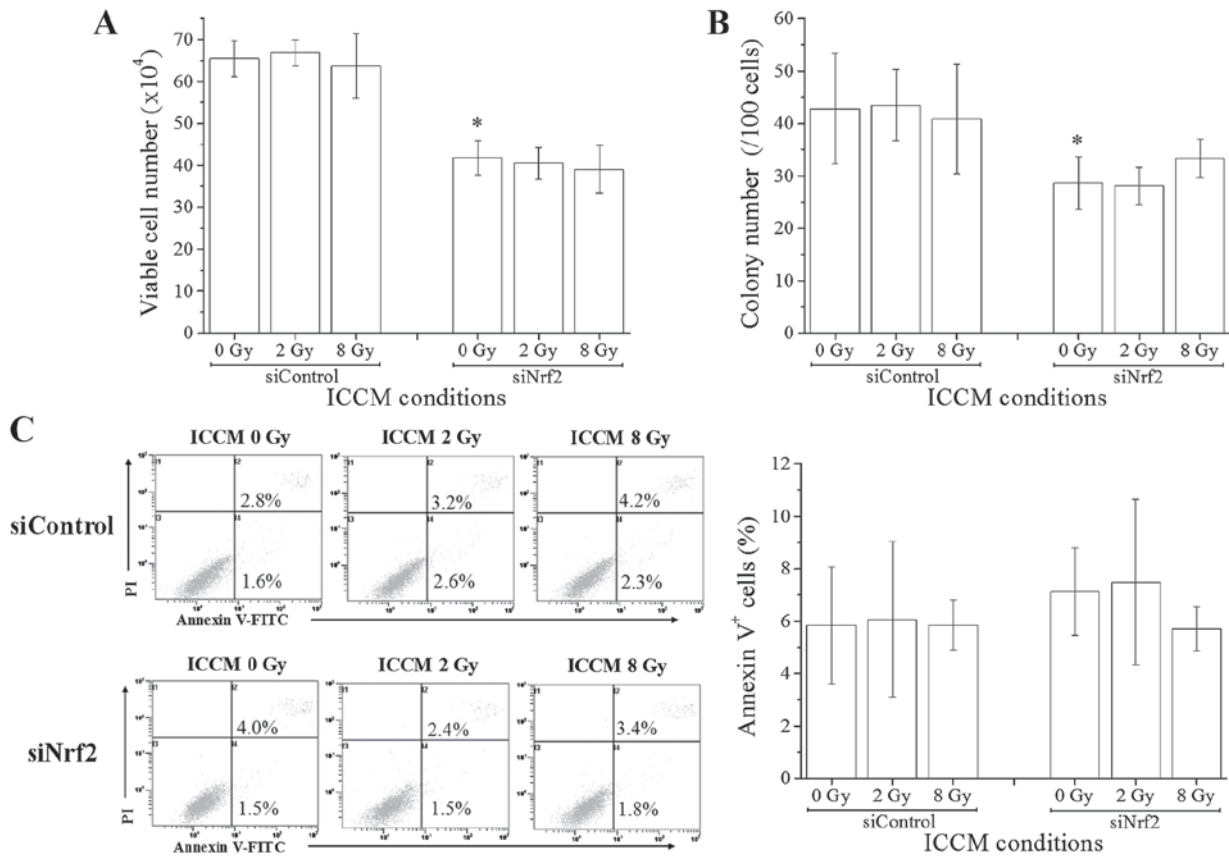 A
Viable cell number (x10⁴)
70
60
50
40
30
20
10
0
*
0 Gy 2 Gy 8 Gy 0 Gy 2 Gy 8 Gy
siControl siNrf2
ICCM conditions
B
Colony number (/100 cells)
60
50
40
30
20
10
0
*
0 Gy 2 Gy 8 Gy 0 Gy 2 Gy 8 Gy
siControl siNrf2
ICCM conditions
C
ICCM 0 Gy ICCM 2 Gy ICCM 8 Gy
siControl
2.8% 3.2% 4.2%
1.6% 2.6% 2.3%
PI
Annexin V-FITC
ICCM 0 Gy ICCM 2 Gy ICCM 8 Gy
siNrf2
4.0% 2.4% 3.4%
1.5% 1.5% 1.8%
PI
Annexin V-FITC
Annexin V⁺ cells (%)
12
10
8
6
4
2
0
0 Gy 2 Gy 8 Gy 0 Gy 2 Gy 8 Gy
siControl siNrf2
ICCM conditions